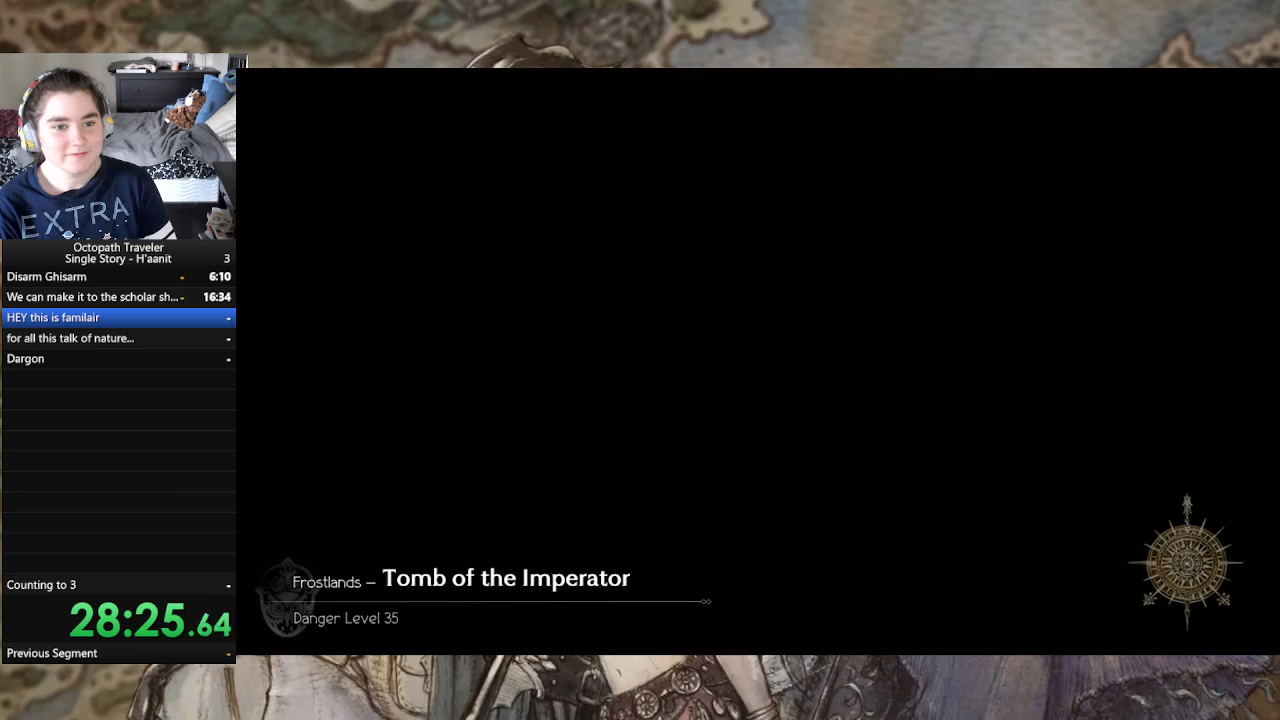 EXTRA
Octopath Traveler
Single Story - H'aanit 3
Disarm Ghisarm - 6:10
We can make it to the scholar sh... - 16:34
HEY this is familair -
for all this talk of nature... -
Dargon -
Counting to 3 -
28:25.64
Previous Segment -
Frostlands – Tomb of the Imperator
Danger Level 35